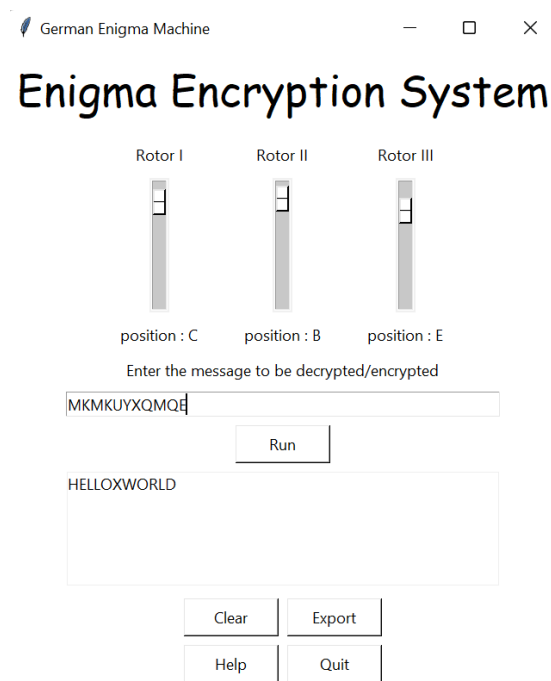 German Enigma Machine
Enigma Encryption System
Rotor I Rotor II Rotor III
position : C position : B position : E
Enter the message to be decrypted/encrypted
MKMKUYXQMQE
Run
HELLOXWORLD
Clear Export
Help Quit